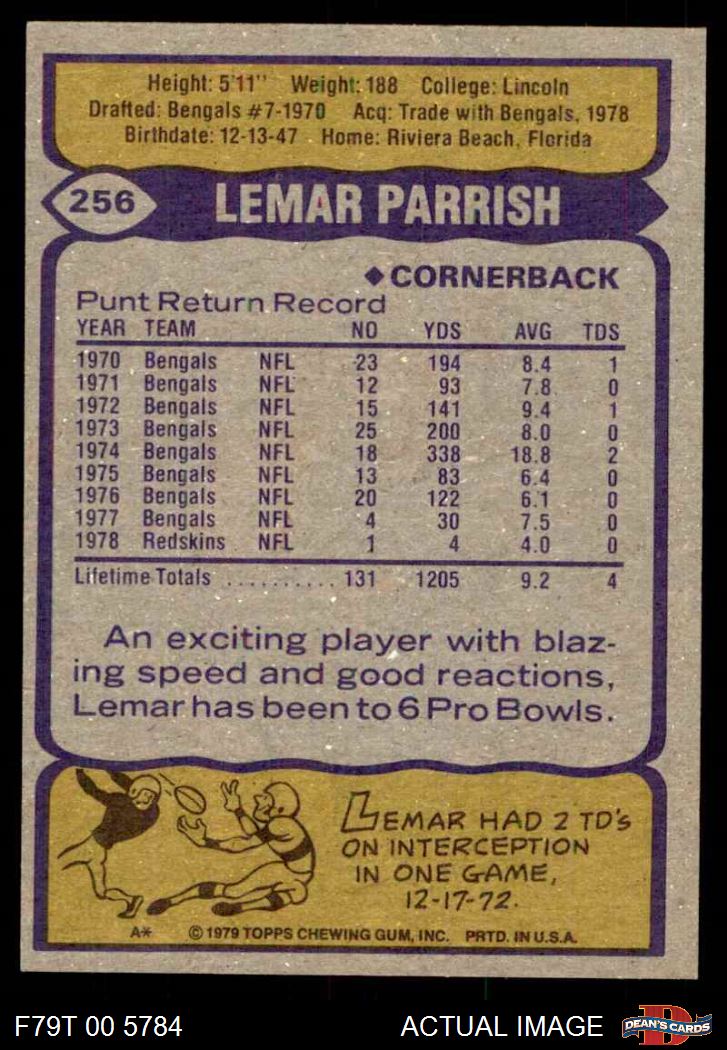 Height: 5'11" Weight: 188 College: Lincoln
Drafted: Bengals #7-1970 Acq: Trade with Bengals, 1978
Birthdate: 12-13-47 Home: Riviera Beach, Florida
256 LEMAR PARRISH
◆CORNERBACK
Punt Return Record
YEAR TEAM NO YDS AVG TDS
1970 Bengals NFL 23 194 8.4 1
1971 Bengals NFL 12 93 7.8 0
1972 Bengals NFL 15 141 9.4 1
1973 Bengals NFL 25 200 8.0 0
1974 Bengals NFL 18 338 18.8 2
1975 Bengals NFL 13 83 6.4 0
1976 Bengals NFL 20 122 6.1 0
1977 Bengals NFL 4 30 7.5 0
1978 Redskins NFL 1 4 4.0 0
Lifetime Totals .......... 131 1205 9.2 4
An exciting player with blaz-
ing speed and good reactions,
Lemar has been to 6 Pro Bowls.
LEMAR HAD 2 TD'S
ON INTERCEPTION
IN ONE GAME,
12-17-72.
A* ©1979 TOPPS CHEWING GUM, INC. PRTD. IN U.S.A.
F79T 00 5784 ACTUAL IMAGE D DEAN'S CARDS